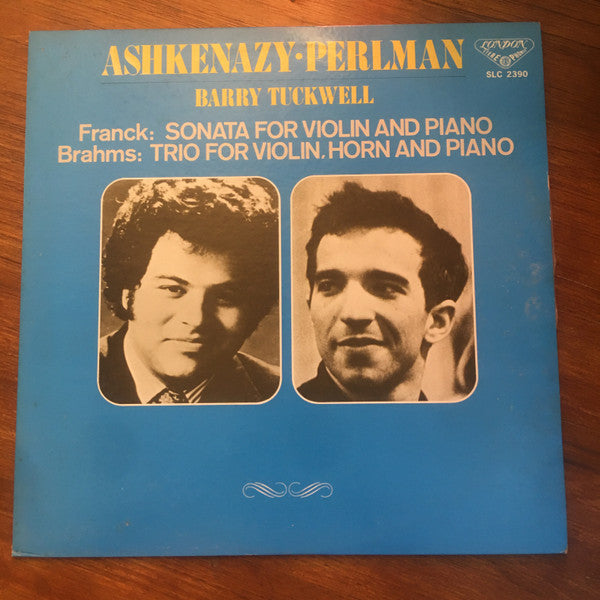 ASHKENAZY·PERLMAN
BARRY TUCKWELL
Franck: SONATA FOR VIOLIN AND PIANO
Brahms: TRIO FOR VIOLIN, HORN AND PIANO
LONDON
SLC 2390